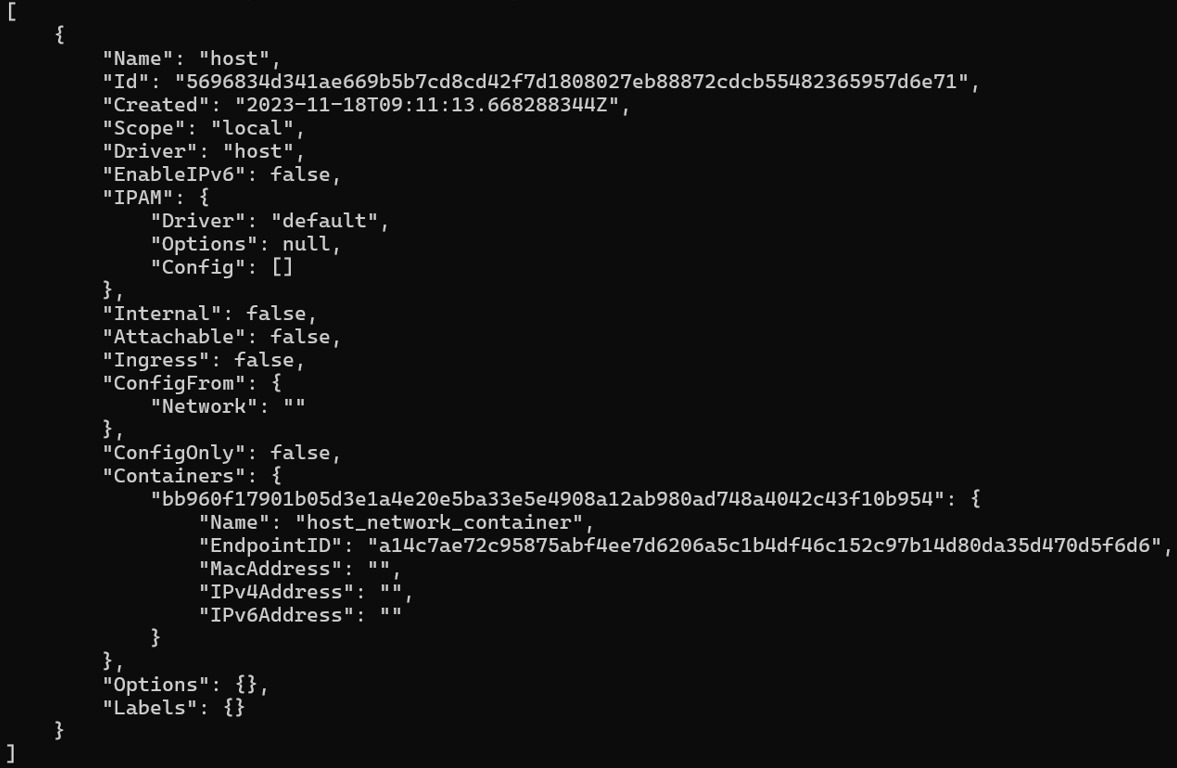 [
    {
        "Name": "host",
        "Id": "5696834d341ae669b5b7cd8cd42f7d1808027eb88872cdcb55482365957d6e71",
        "Created": "2023-11-18T09:11:13.668288344Z",
        "Scope": "local",
        "Driver": "host",
        "EnableIPv6": false,
        "IPAM": {
            "Driver": "default",
            "Options": null,
            "Config": []
        },
        "Internal": false,
        "Attachable": false,
        "Ingress": false,
        "ConfigFrom": {
            "Network": ""
        },
        "ConfigOnly": false,
        "Containers": {
            "bb960f17901b05d3e1a4e20e5ba33e5e4908a12ab980ad748a4042c43f10b954": {
                "Name": "host_network_container",
                "EndpointID": "a14c7ae72c95875abf4ee7d6206a5c1b4df46c152c97b14d80da35d470d5f6d6",
                "MacAddress": "",
                "IPv4Address": "",
                "IPv6Address": ""
            }
        },
        "Options": {},
        "Labels": {}
    }
]